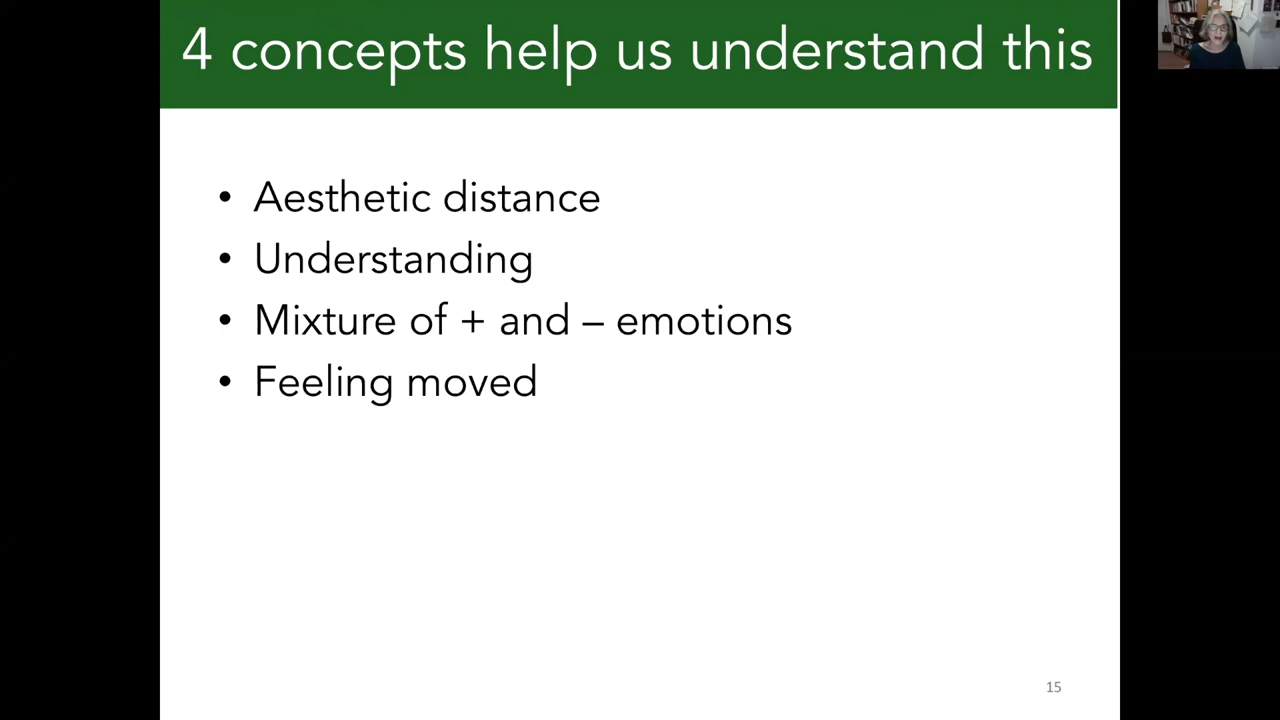 4 concepts help us understand this
• Aesthetic distance
• Understanding
• Mixture of + and – emotions
• Feeling moved
15